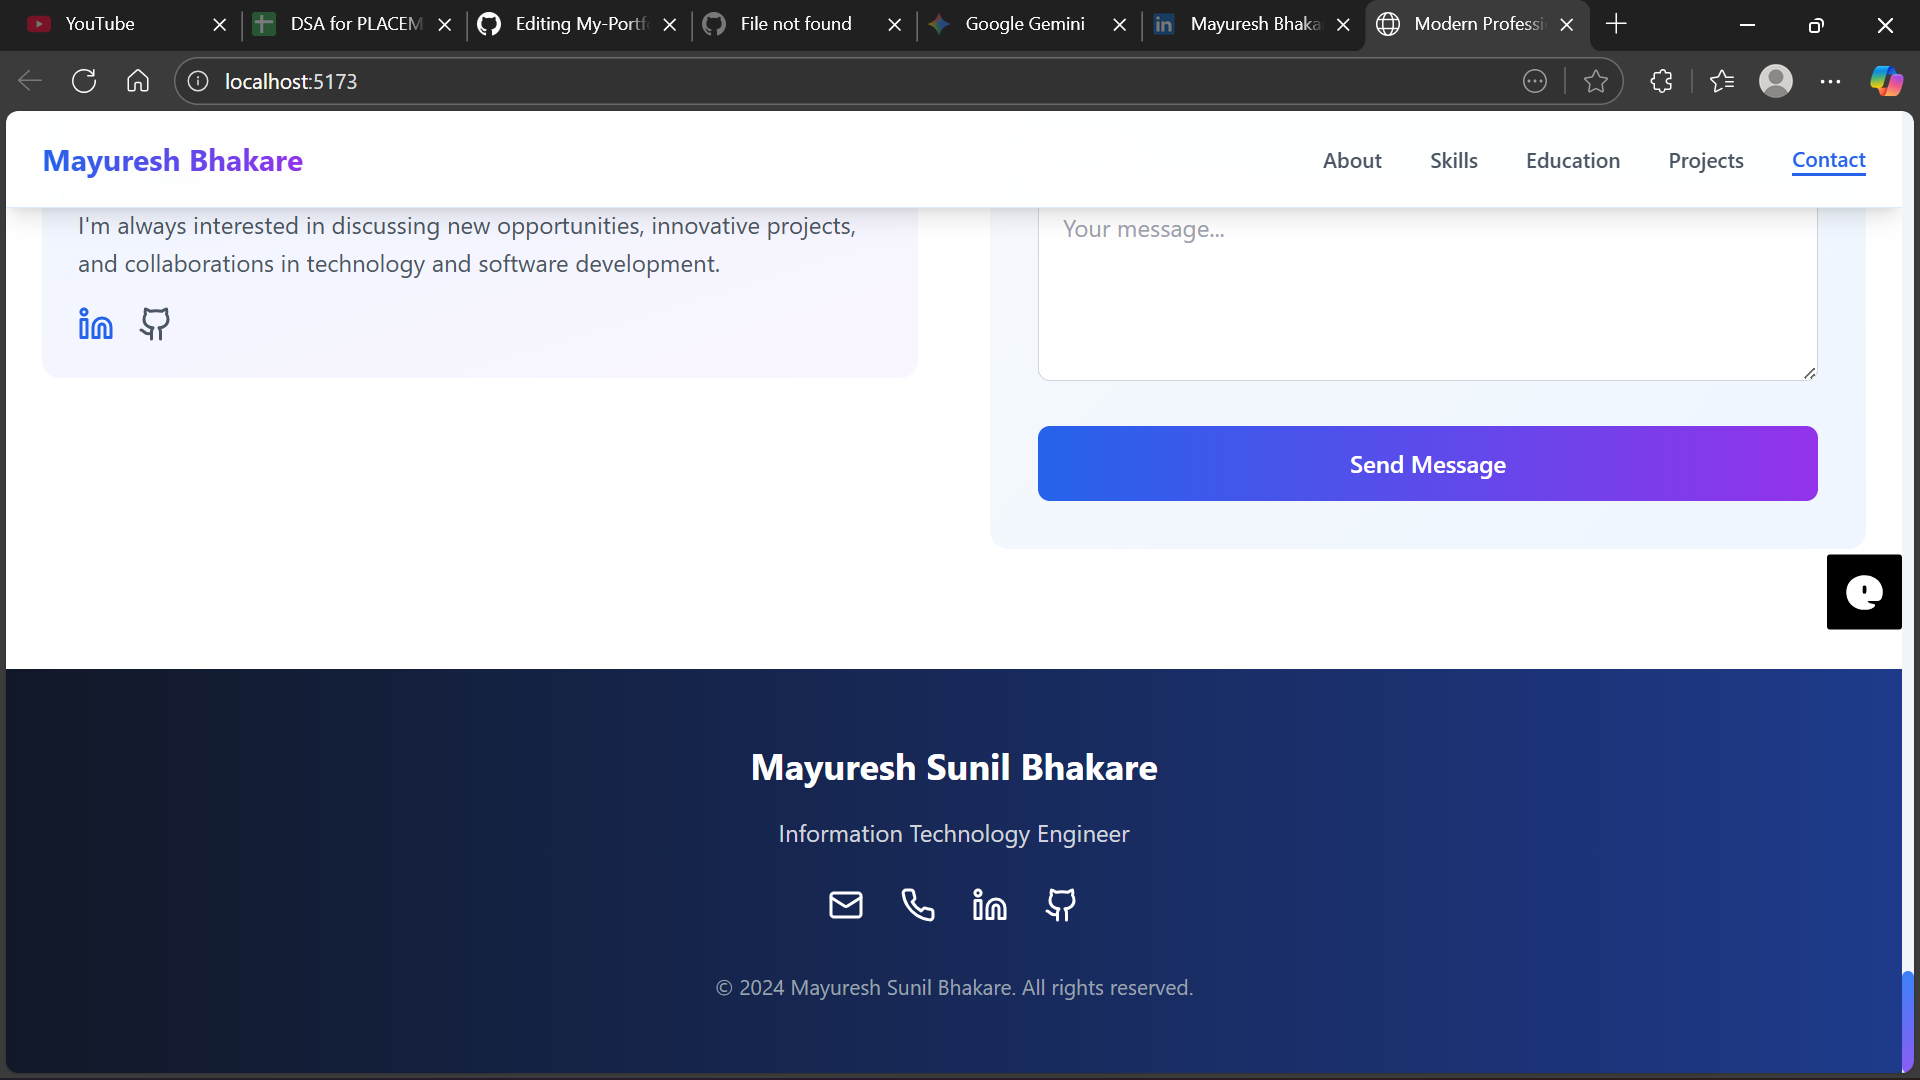 YouTube
DSA for PLACEM
Editing My-Portf
File not found
Google Gemini
Mayuresh Bhaka
Modern Professi
localhost:5173
Mayuresh Bhakare
About
Skills
Education
Projects
Contact
I'm always interested in discussing new opportunities, innovative projects,
and collaborations in technology and software development.
Your message...
Send Message
Mayuresh Sunil Bhakare
Information Technology Engineer
© 2024 Mayuresh Sunil Bhakare. All rights reserved.